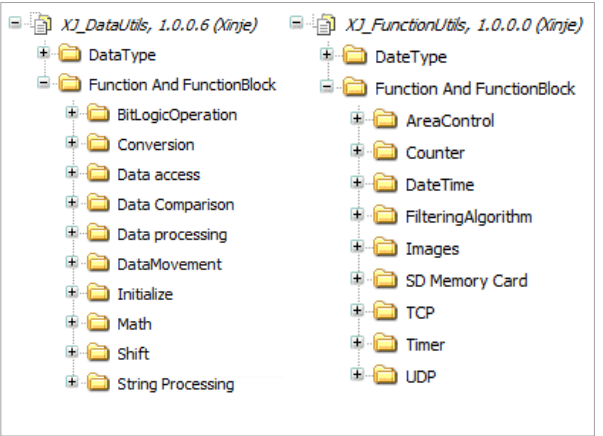 XJ_DataUtils, 1.0.0.6 (Xinje)
DataType
Function And FunctionBlock
BitLogicOperation
Conversion
Data access
Data Comparison
Data processing
DataMovement
Initialize
Math
Shift
String Processing
XJ_FunctionUtils, 1.0.0.0 (Xinje)
DateType
Function And FunctionBlock
AreaControl
Counter
DateTime
FilteringAlgorithm
Images
SD Memory Card
TCP
Timer
UDP